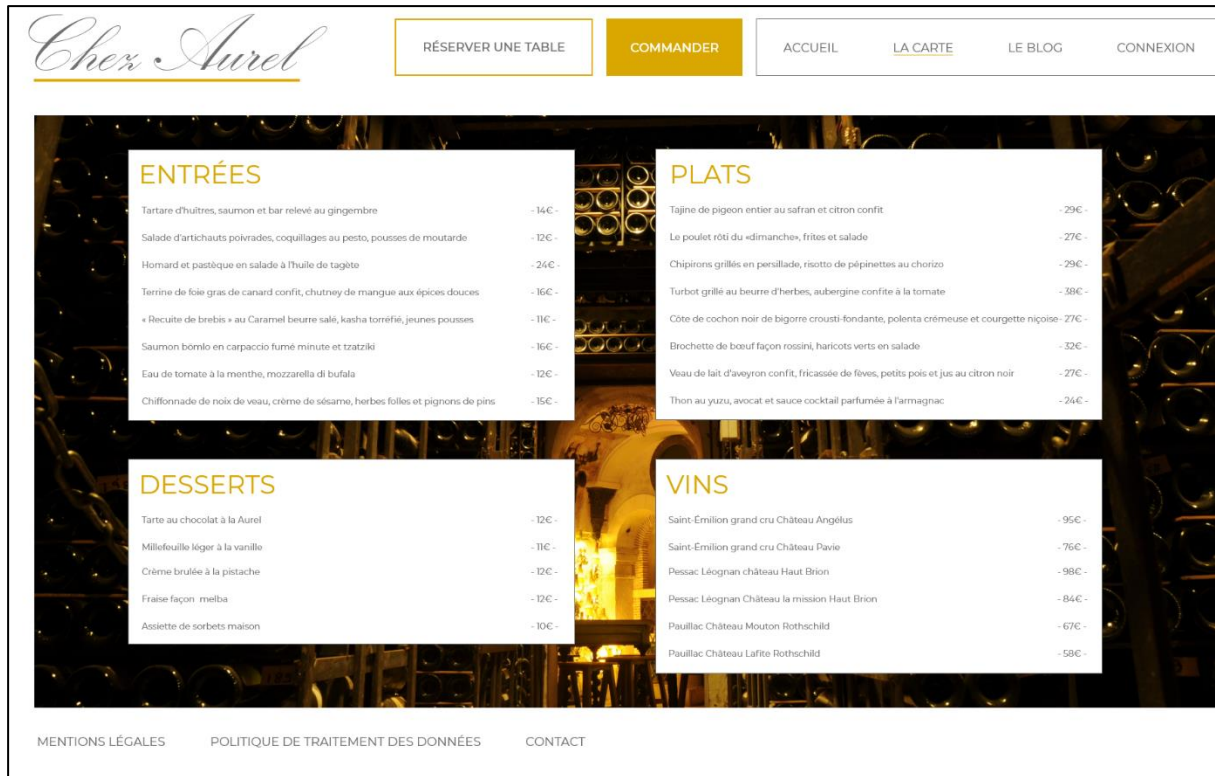 Chez Aurel
RÉSERVER UNE TABLE
COMMANDER
ACCUEIL
LA CARTE
LE BLOG
CONNEXION
ENTRÉES
Tartare d'huîtres, saumon et bar relevé au gingembre - 14€ -
Salade d'artichauts poivrades, coquillages au pesto, pousses de moutarde - 12€ -
Homard et pastèque en salade à l'huile de tagète - 24€ -
Terrine de foie gras de canard confit, chutney de mangue aux épices douces - 16€ -
« Recuite de brebis » au Caramel beurre salé, kasha torréfié, jeunes pousses - 11€ -
Saumon bömlo en carpaccio fumé minute et tzatziki - 16€ -
Eau de tomate à la menthe, mozzarella di bufala - 12€ -
Chiffonnade de noix de veau, crème de sésame, herbes folles et pignons de pins - 15€ -
PLATS
Tajine de pigeon entier au safran et citron confit - 29€ -
Le poulet rôti du «dimanche», frites et salade - 27€ -
Chipirons grillés en persillade, risotto de pépinettes au chorizo - 29€ -
Turbot grillé au beurre d'herbes, aubergine confite à la tomate - 38€ -
Côte de cochon noir de bigorre crousti-fondante, polenta crémeuse et courgette niçoise - 27€ -
Brochette de bœuf façon rossini, haricots verts en salade - 32€ -
Veau de lait d'aveyron confit, fricassée de fèves, petits pois et jus au citron noir - 27€ -
Thon au yuzu, avocat et sauce cocktail parfumée à l'armagnac - 24€ -
DESSERTS
Tarte au chocolat à la Aurel - 12€ -
Millefeuille léger à la vanille - 11€ -
Crème brulée à la pistache - 12€ -
Fraise façon melba - 12€ -
Assiette de sorbets maison - 10€ -
VINS
Saint-Émilion grand cru Château Angélus - 95€ -
Saint-Émilion grand cru Château Pavie - 76€ -
Pessac Léognan château Haut Brion - 98€ -
Pessac Léognan Château la mission Haut Brion - 84€ -
Pauillac Château Mouton Rothschild - 67€ -
Pauillac Château Lafite Rothschild - 58€ -
MENTIONS LÉGALES
POLITIQUE DE TRAITEMENT DES DONNÉES
CONTACT